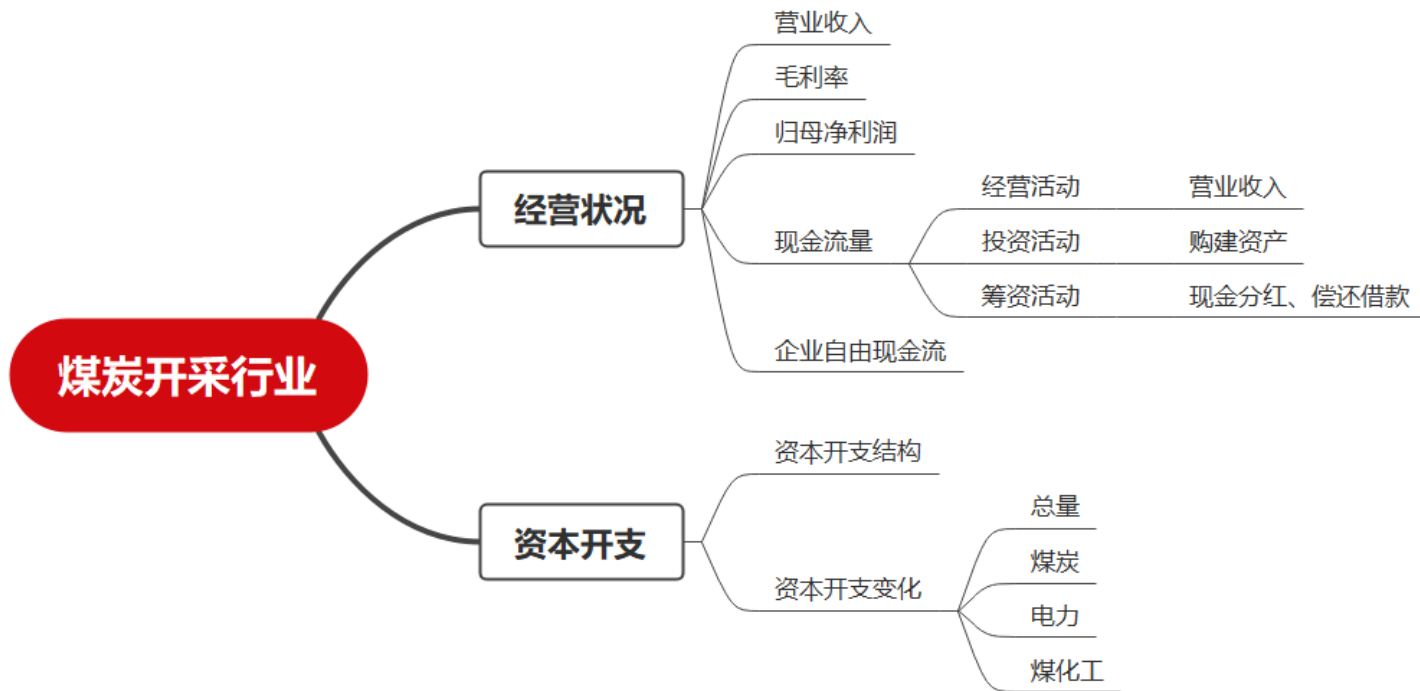 煤炭开采行业
经营状况
营业收入
毛利率
归母净利润
现金流量
经营活动
营业收入
投资活动
购建资产
筹资活动
现金分红、偿还借款
企业自由现金流
资本开支
资本开支结构
资本开支变化
总量
煤炭
电力
煤化工